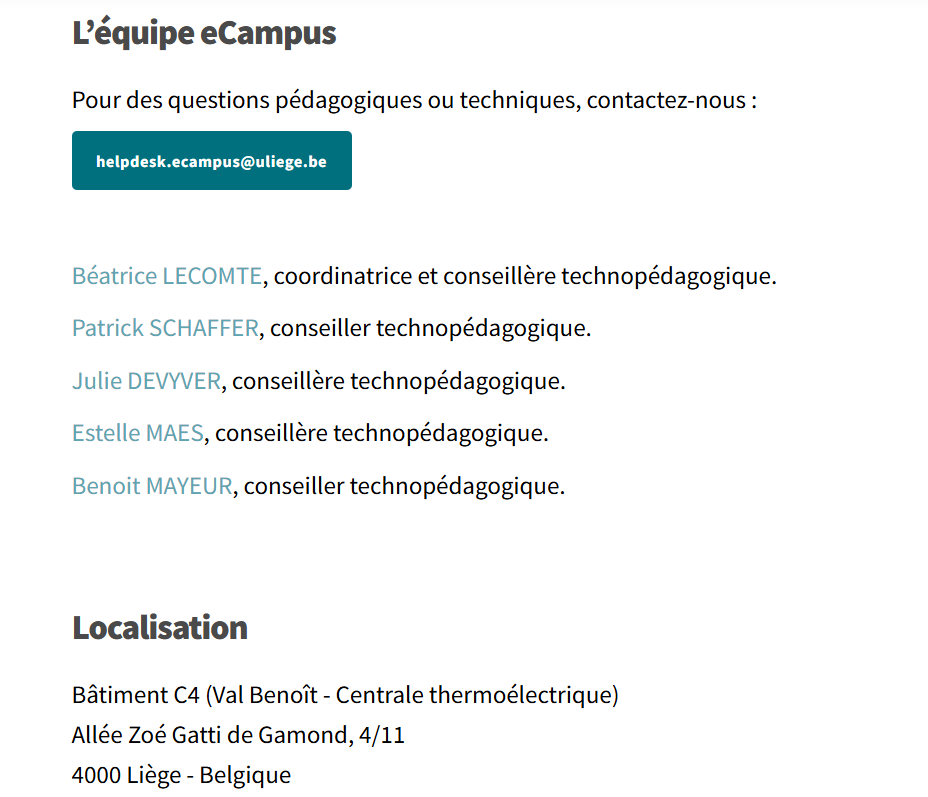 L’équipe eCampus
Pour des questions pédagogiques ou techniques, contactez-nous :
helpdesk.ecampus@uliege.be
Béatrice LECOMTE, coordinatrice et conseillère technopédagogique.
Patrick SCHAFFER, conseiller technopédagogique.
Julie DEVYVER, conseillère technopédagogique.
Estelle MAES, conseillère technopédagogique.
Benoit MAYEUR, conseiller technopédagogique.
Localisation
Bâtiment C4 (Val Benoît - Centrale thermoélectrique)
Allée Zoé Gatti de Gamond, 4/11
4000 Liège - Belgique